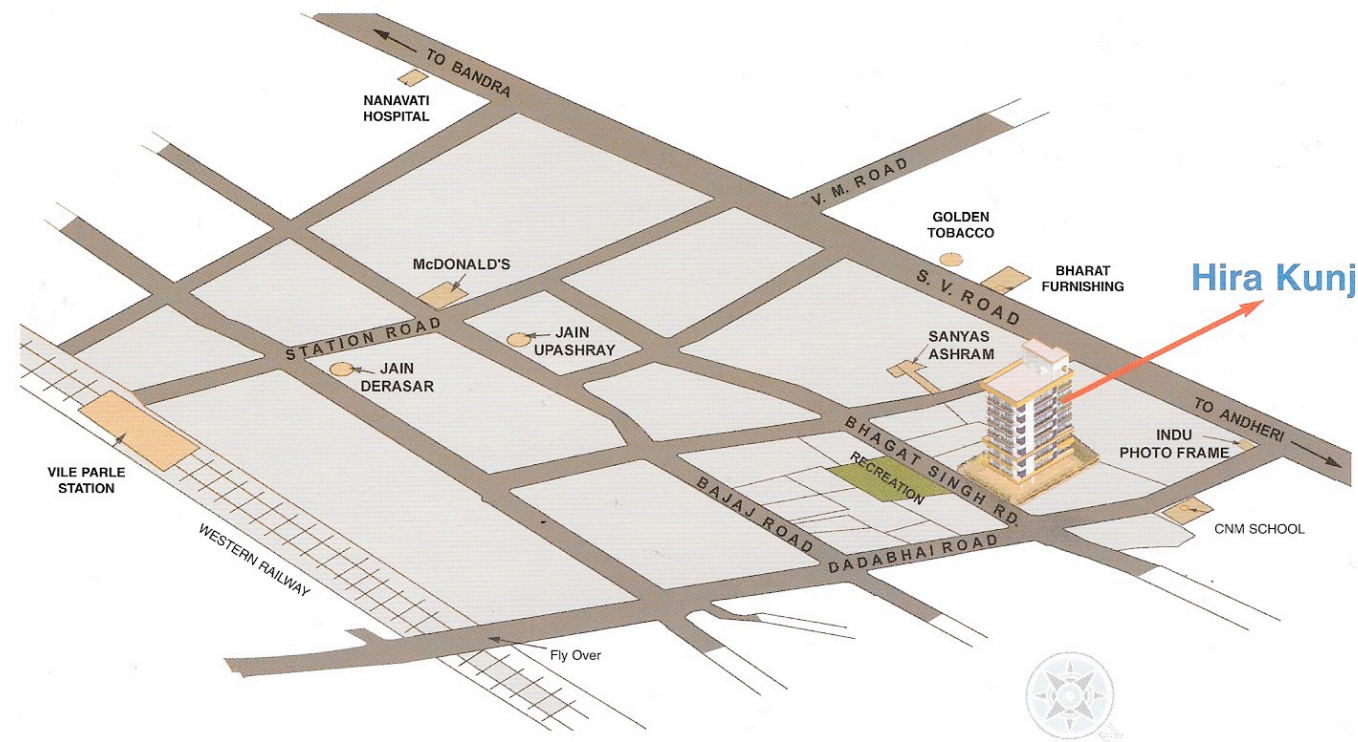 TO BANDRA
NANAVATI
HOSPITAL
V. M. ROAD
GOLDEN
TOBACCO
BHARAT
FURNISHING
Hira Kunj
McDONALD'S
S. V. ROAD
STATION ROAD
JAIN
UPASHRAY
SANYAS
ASHRAM
JAIN
DERASAR
TO ANDHERI
BHAGAT SINGH RD.
INDU
PHOTO FRAME
VILE PARLE
STATION
RECREATION
BAJAJ ROAD
CNM SCHOOL
WESTERN RAILWAY
DADABHAI ROAD
Fly Over